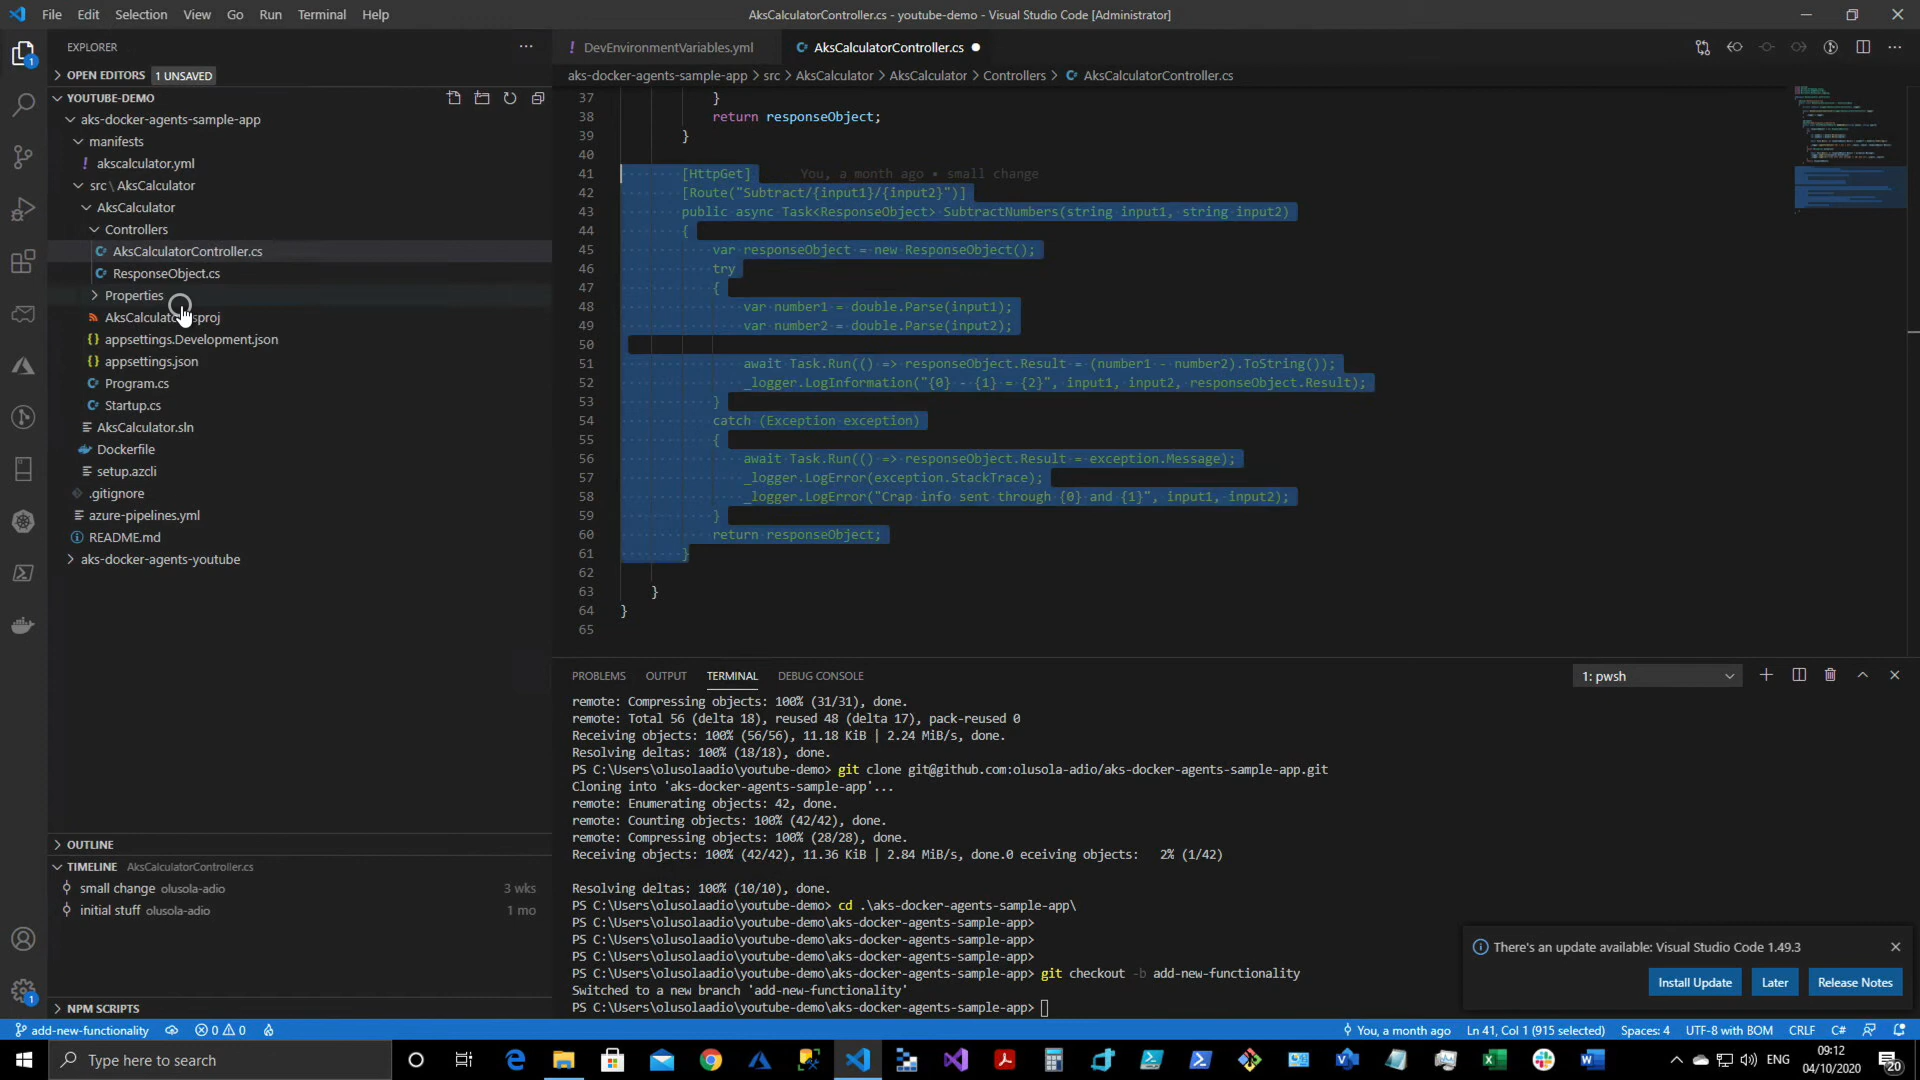 File Edit Selection View Go Run Terminal Help
AksCalculatorController.cs - youtube-demo - Visual Studio Code [Administrator]
EXPLORER
OPEN EDITORS 1 UNSAVED
YOUTUBE-DEMO
aks-docker-agents-sample-app
manifests
akscalculator.yml
src \ AksCalculator
AksCalculator
Controllers
AksCalculatorController.cs
ResponseObject.cs
Properties
AksCalculator.csproj
appsettings.Development.json
appsettings.json
Program.cs
Startup.cs
AksCalculator.sln
Dockerfile
setup.azcli
.gitignore
azure-pipelines.yml
README.md
aks-docker-agents-youtube
OUTLINE
TIMELINE AksCalculatorController.cs
small change olusola-adio 3 wks
initial stuff olusola-adio 1 mo
NPM SCRIPTS
DevEnvironmentVariables.yml AksCalculatorController.cs
aks-docker-agents-sample-app > src > AksCalculator > AksCalculator > Controllers > AksCalculatorController.cs
37 }
38 return responseObject;
39 }
40
41 [HttpGet] You, a month ago • small change
42 [Route("Subtract/{input1}/{input2}")]
43 public async Task<ResponseObject> SubtractNumbers(string input1, string input2)
44 {
45 var responseObject = new ResponseObject();
46 try
47 {
48 var number1 = double.Parse(input1);
49 var number2 = double.Parse(input2);
50
51 await Task.Run(() => responseObject.Result = (number1 - number2).ToString());
52 _logger.LogInformation("{0} - {1} = {2}", input1, input2, responseObject.Result);
53 }
54 catch (Exception exception)
55 {
56 await Task.Run(() => responseObject.Result = exception.Message);
57 _logger.LogError(exception.StackTrace);
58 _logger.LogError("Crap info sent through {0} and {1}", input1, input2);
59 }
60 return responseObject;
61 }
62
63 }
64 }
65
PROBLEMS OUTPUT TERMINAL DEBUG CONSOLE 1: pwsh
remote: Compressing objects: 100% (31/31), done.
remote: Total 56 (delta 18), reused 48 (delta 17), pack-reused 0
Receiving objects: 100% (56/56), 11.18 KiB | 2.24 MiB/s, done.
Resolving deltas: 100% (18/18), done.
PS C:\Users\olusolaadio\youtube-demo> git clone git@github.com:olusola-adio/aks-docker-agents-sample-app.git
Cloning into 'aks-docker-agents-sample-app'...
remote: Enumerating objects: 42, done.
remote: Counting objects: 100% (42/42), done.
remote: Compressing objects: 100% (28/28), done.
Receiving objects: 100% (42/42), 11.36 KiB | 2.84 MiB/s, done.0 eceiving objects: 2% (1/42)
Resolving deltas: 100% (10/10), done.
PS C:\Users\olusolaadio\youtube-demo> cd .\aks-docker-agents-sample-app\
PS C:\Users\olusolaadio\youtube-demo\aks-docker-agents-sample-app>
PS C:\Users\olusolaadio\youtube-demo\aks-docker-agents-sample-app>
PS C:\Users\olusolaadio\youtube-demo\aks-docker-agents-sample-app>
PS C:\Users\olusolaadio\youtube-demo\aks-docker-agents-sample-app> git checkout -b add-new-functionality
Switched to a new branch 'add-new-functionality'
PS C:\Users\olusolaadio\youtube-demo\aks-docker-agents-sample-app>
There's an update available: Visual Studio Code 1.49.3
Install Update Later Release Notes
add-new-functionality 0 0 You, a month ago Ln 41, Col 1 (915 selected) Spaces: 4 UTF-8 with BOM CRLF C#
Type here to search
ENG 09:12
04/10/2020 20